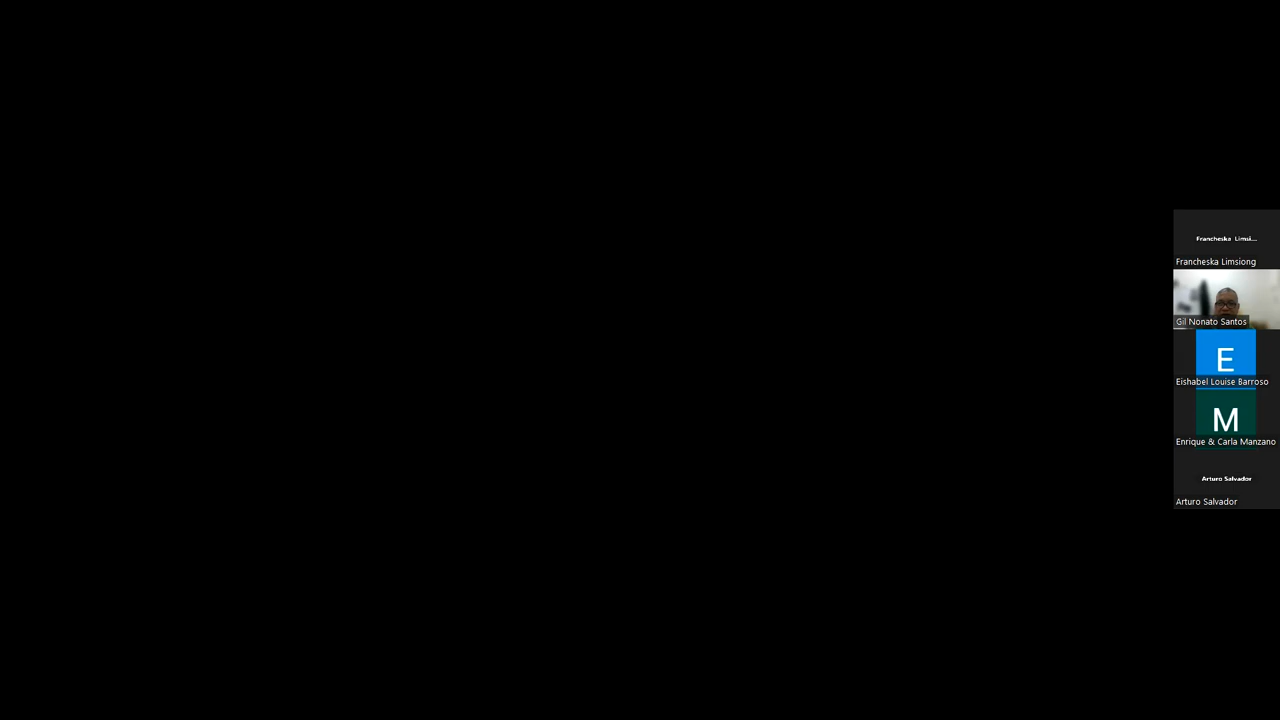 Francheska Limsi...
Francheska Limsiong
Gil Nonato Santos
E
Eishabel Louise Barroso
M
Enrique & Carla Manzano
Arturo Salvador
Arturo Salvador